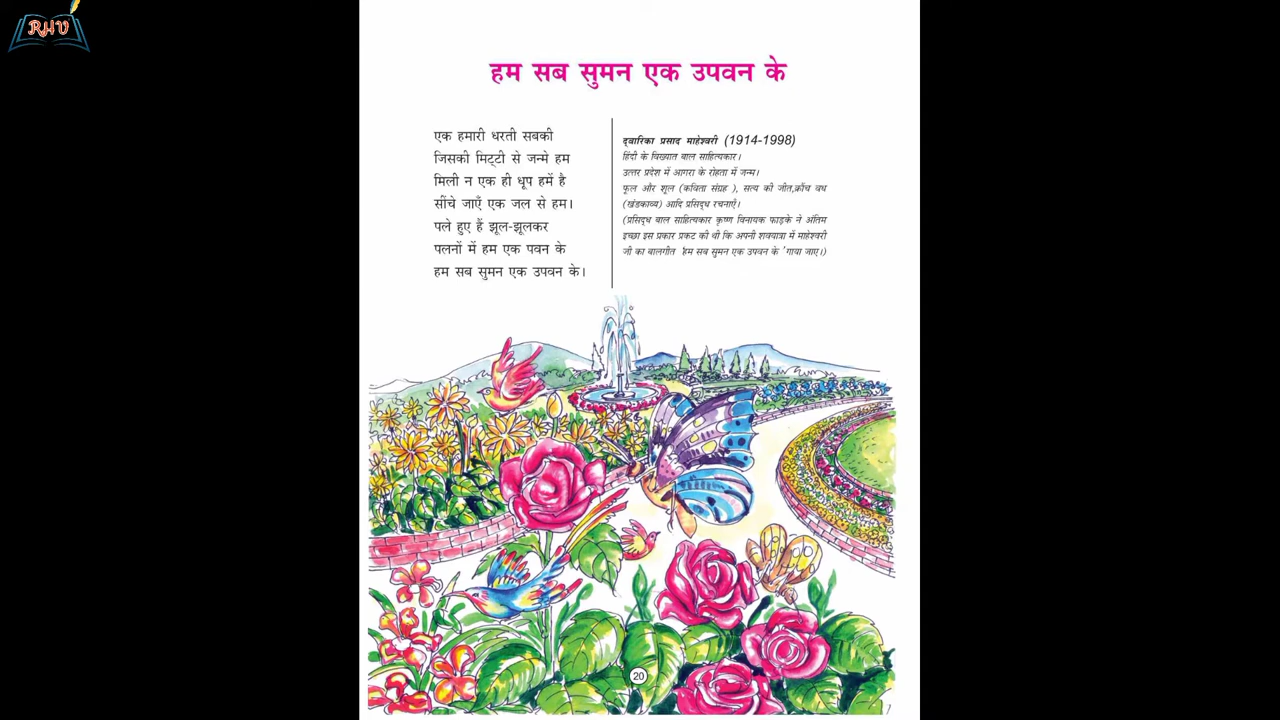 RHV
हम सब सुमन एक उपवन के
एक हमारी धरती सबकी
जिसकी मिट्टी से जन्मे हम
मिली न एक ही धूप हमें है
सींचे जाएँ एक जल से हम।
पले हुए हैं झूल-झूलकर
पलनों में हम एक पवन के
हम सब सुमन एक उपवन के।
द्वारिका प्रसाद माहेश्वरी (1914-1998)
हिंदी के विख्यात बाल साहित्यकार।
उत्तर प्रदेश में आगरा के रोहता में जन्म।
फूल और शूल (कविता संग्रह ), सत्य की जीत,क्रौंच वध
(खंडकाव्य) आदि प्रसिद्ध रचनाएँ।
(प्रसिद्ध बाल साहित्यकार कृष्ण विनायक फाड़के ने अंतिम
इच्छा इस प्रकार प्रकट की थी कि अपनी शवयात्रा में माहेश्वरी
जी का बालगीत 'हम सब सुमन एक उपवन के 'गाया जाए।)
20